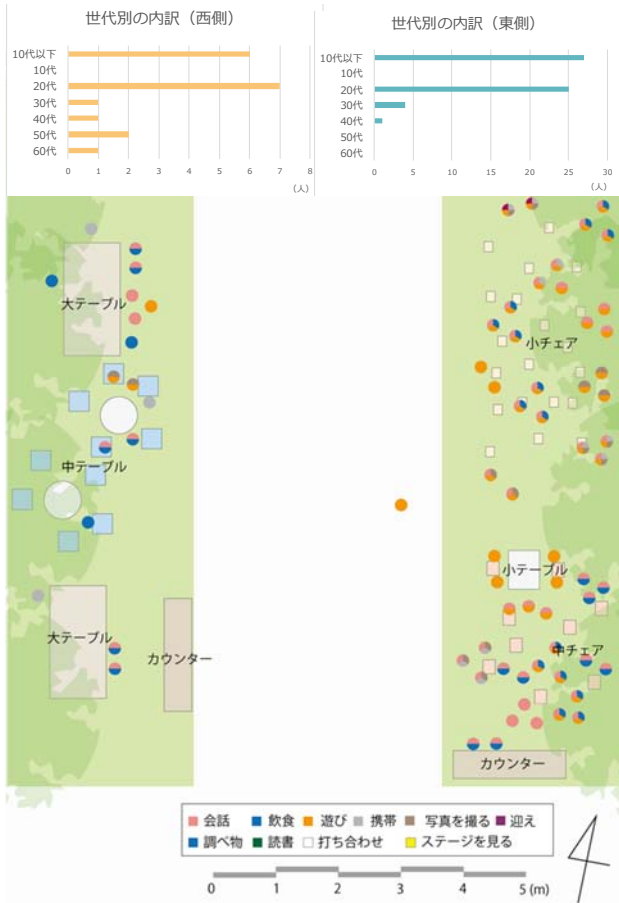 世代別の内訳（西側）
10代以下
10代
20代
30代
40代
50代
60代
0 1 2 3 4 5 6 7 8
（人）
世代別の内訳（東側）
10代以下
10代
20代
30代
40代
50代
60代
0 5 10 15 20 25 30
（人）
大テーブル
小チェア
中テーブル
小テーブル
大テーブル
カウンター
中チェア
カウンター
会話 飲食 遊び 携帯 写真を撮る 迎え
調べ物 読書 打ち合わせ ステージを見る
0 1 2 3 4 5 (m)